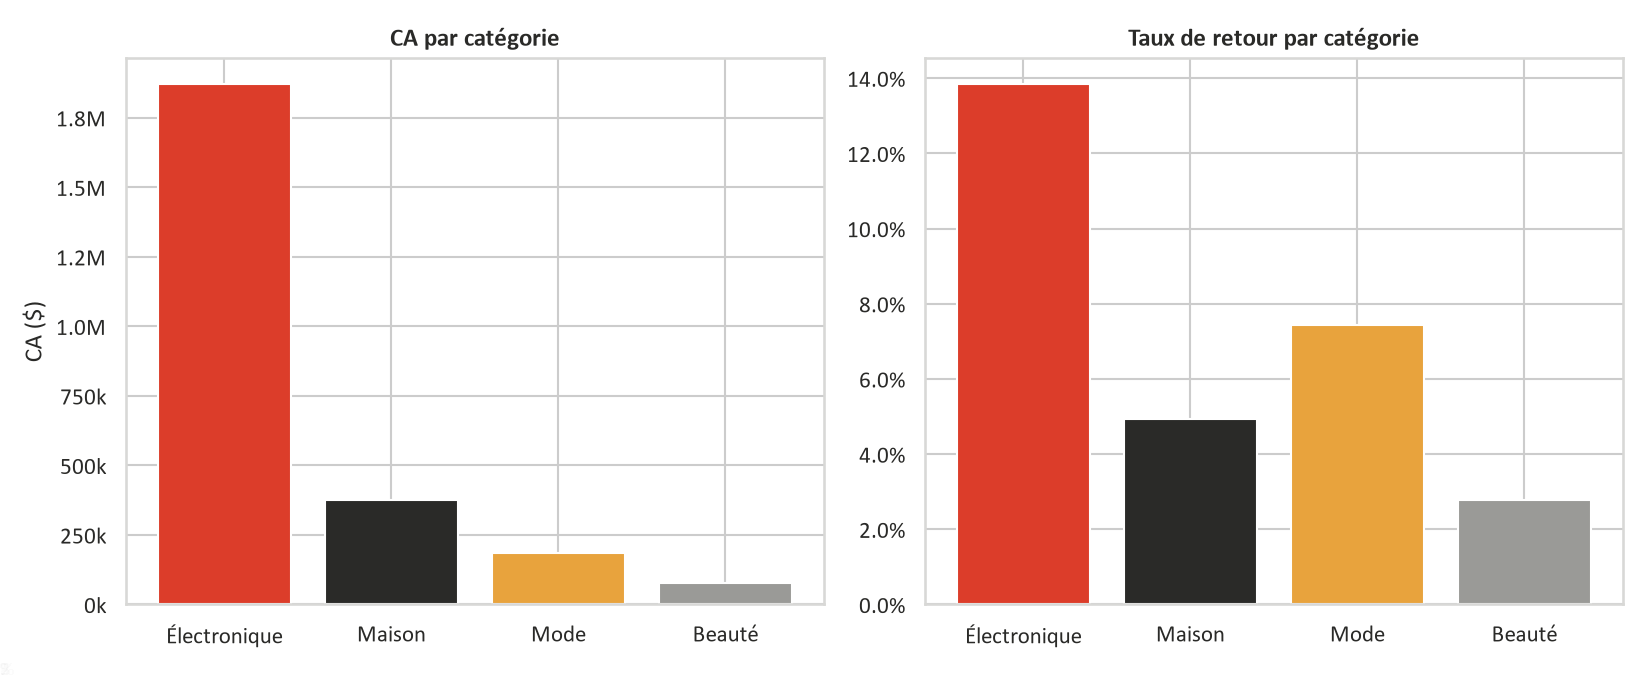 CA par catégorie
CA ($)
1.8M
1.5M
1.2M
1.0M
750k
500k
250k
0k
Électronique
Maison
Mode
Beauté
Taux de retour par catégorie
14.0%
12.0%
10.0%
8.0%
6.0%
4.0%
2.0%
0.0%
Électronique
Maison
Mode
Beauté